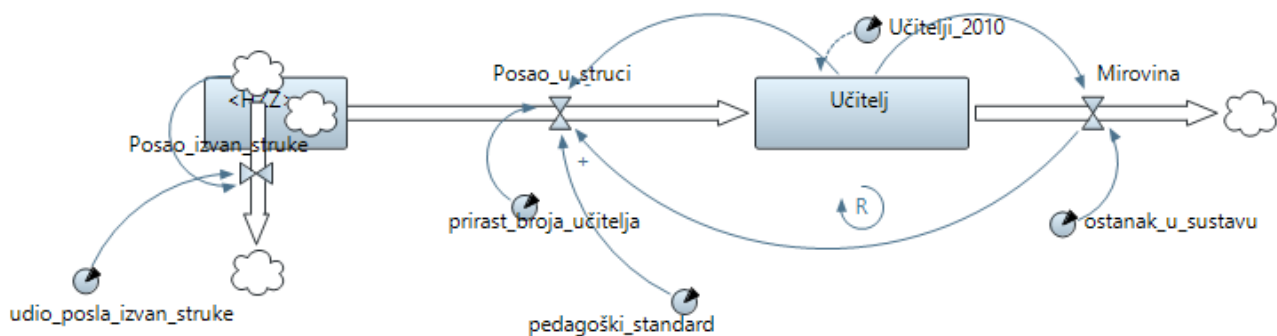 Učitelji_2010
Posao_u_struci
Mirovina
Učitelj
Posao_izvan_struke
+
-
R
prirast_broja_učitelja
ostanak_u_sustavu
udio_posla_izvan_struke
pedagoški_standard